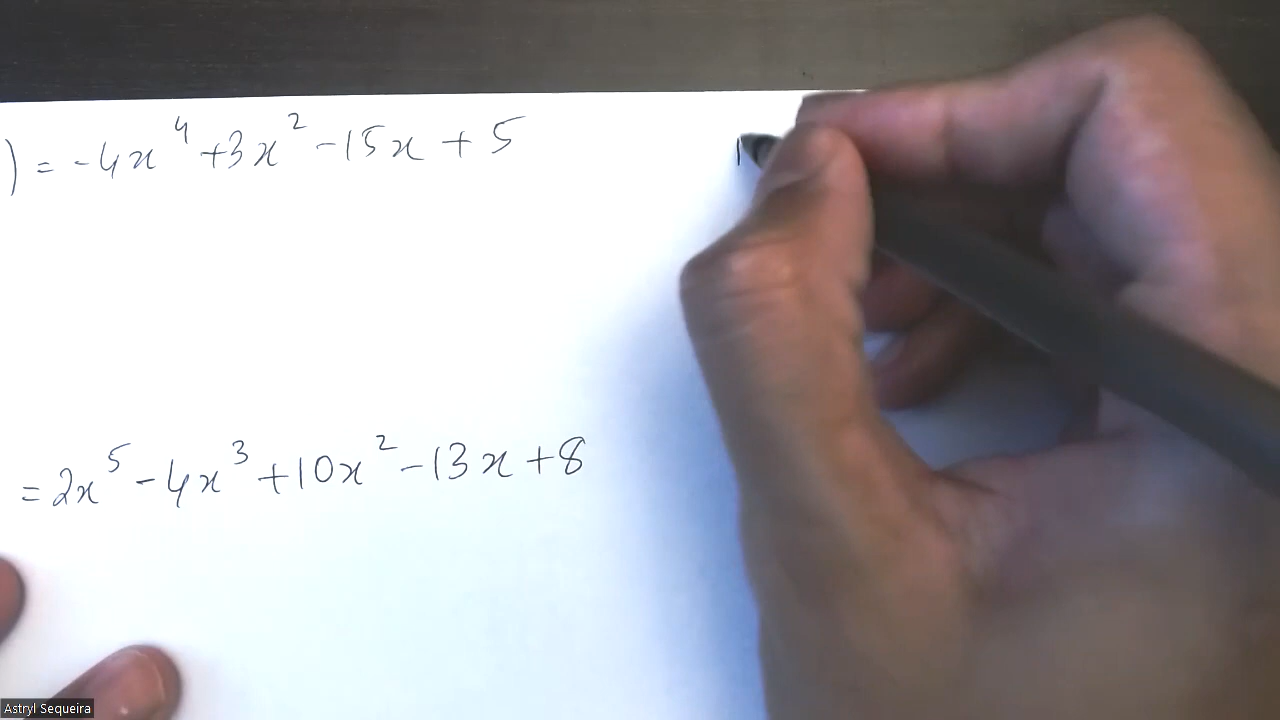 ) = -4x⁴ +3x² -15x + 5
= 2x⁵ - 4x³ +10x² -13x +8
Astryl Sequeira